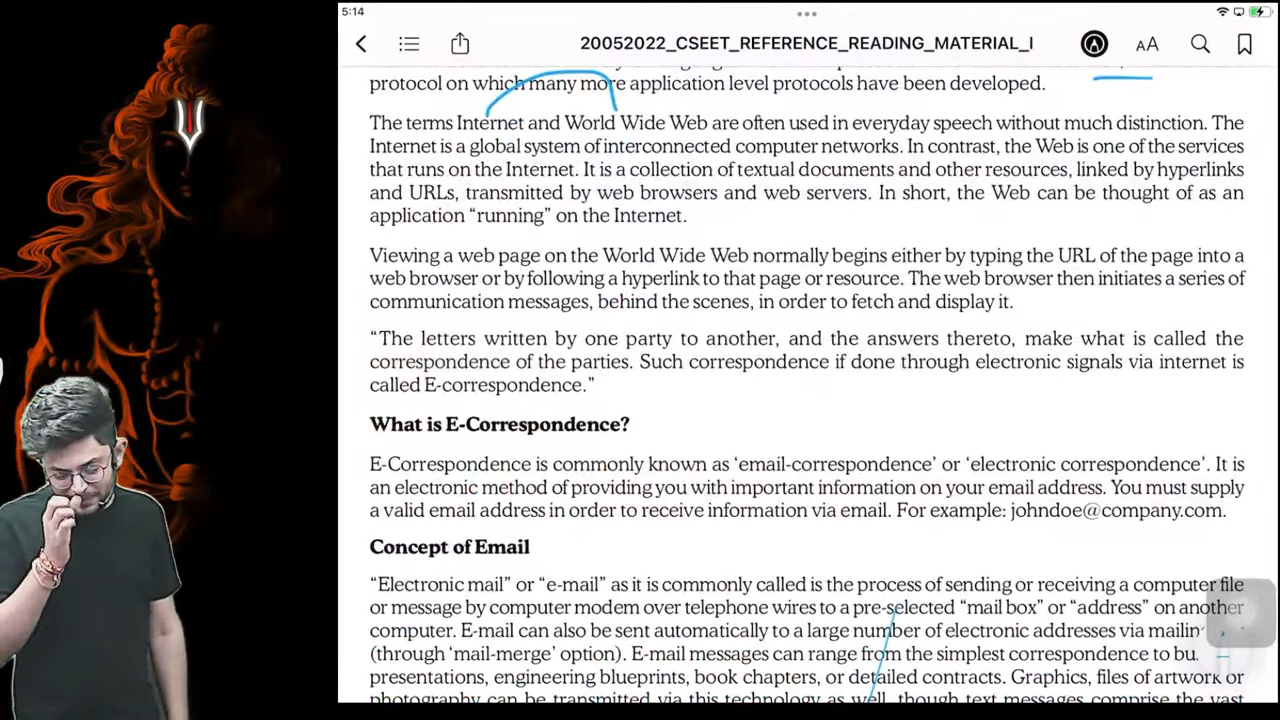 5:14
20052022_CSEET_REFERENCE_READING_MATERIAL_I
AA
protocol on which many more application level protocols have been developed.
The terms Internet and World Wide Web are often used in everyday speech without much distinction. The
Internet is a global system of interconnected computer networks. In contrast, the Web is one of the services
that runs on the Internet. It is a collection of textual documents and other resources, linked by hyperlinks
and URLs, transmitted by web browsers and web servers. In short, the Web can be thought of as an
application “running” on the Internet.
Viewing a web page on the World Wide Web normally begins either by typing the URL of the page into a
web browser or by following a hyperlink to that page or resource. The web browser then initiates a series of
communication messages, behind the scenes, in order to fetch and display it.
“The letters written by one party to another, and the answers thereto, make what is called the
correspondence of the parties. Such correspondence if done through electronic signals via internet is
called E-correspondence.”
What is E-Correspondence?
E-Correspondence is commonly known as ‘email-correspondence’ or ‘electronic correspondence’. It is
an electronic method of providing you with important information on your email address. You must supply
a valid email address in order to receive information via email. For example: johndoe@company.com.
Concept of Email
“Electronic mail” or “e-mail” as it is commonly called is the process of sending or receiving a computer file
or message by computer modem over telephone wires to a pre-selected “mail box” or “address” on another
computer. E-mail can also be sent automatically to a large number of electronic addresses via mailin
(through ‘mail-merge’ option). E-mail messages can range from the simplest correspondence to bu
presentations, engineering blueprints, book chapters, or detailed contracts. Graphics, files of artwork or
photography can be transmitted via this technology as well, though text messages comprise the vast